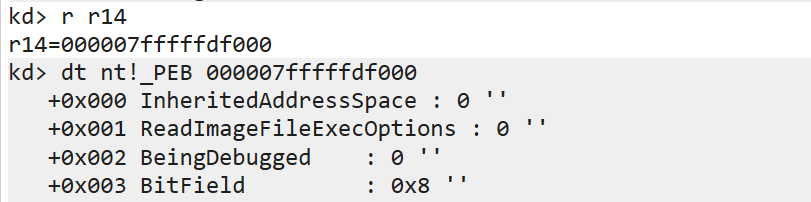 kd> r r14
r14=000007fffffdf000
kd> dt nt!_PEB 000007fffffdf000
+0x000 InheritedAddressSpace : 0 ''
+0x001 ReadImageFileExecOptions : 0 ''
+0x002 BeingDebugged    : 0 ''
+0x003 BitField         : 0x8 ''